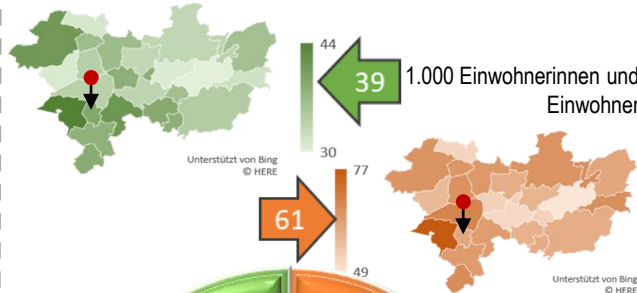 44
39
1.000 Einwohnerinnen und
Einwohner
30
Unterstützt von Bing
© HERE
77
61
49
Unterstützt von Bing
© HERE